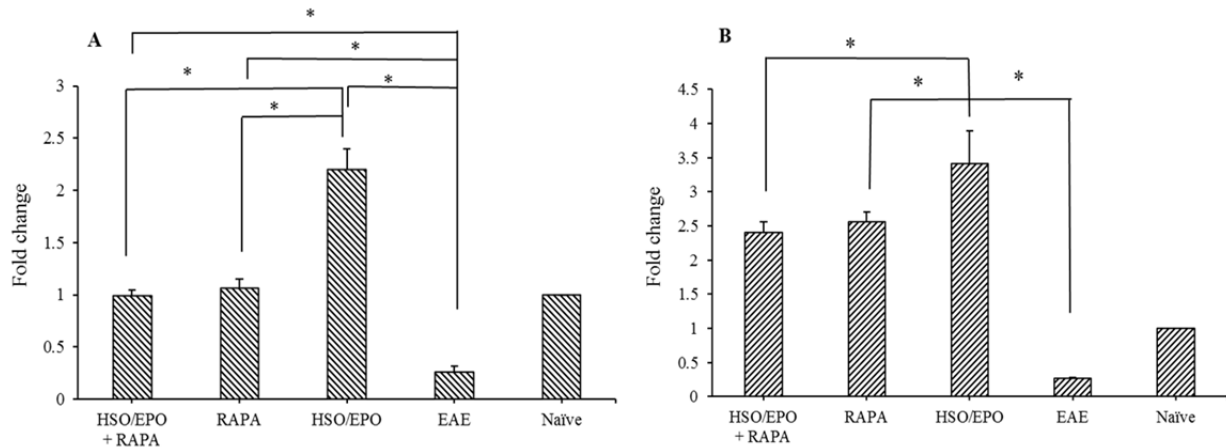 A
*
*
*
*
*
3
2.5
2
1.5
1
0.5
0
Fold change
HSO/EPO
+ RAPA
RAPA
HSO/EPO
EAE
Naïve
B
*
*
*
4.5
4
3.5
3
2.5
2
1.5
1
0.5
0
Fold change
HSO/EPO
+ RAPA
RAPA
HSO/EPO
EAE
Naïve